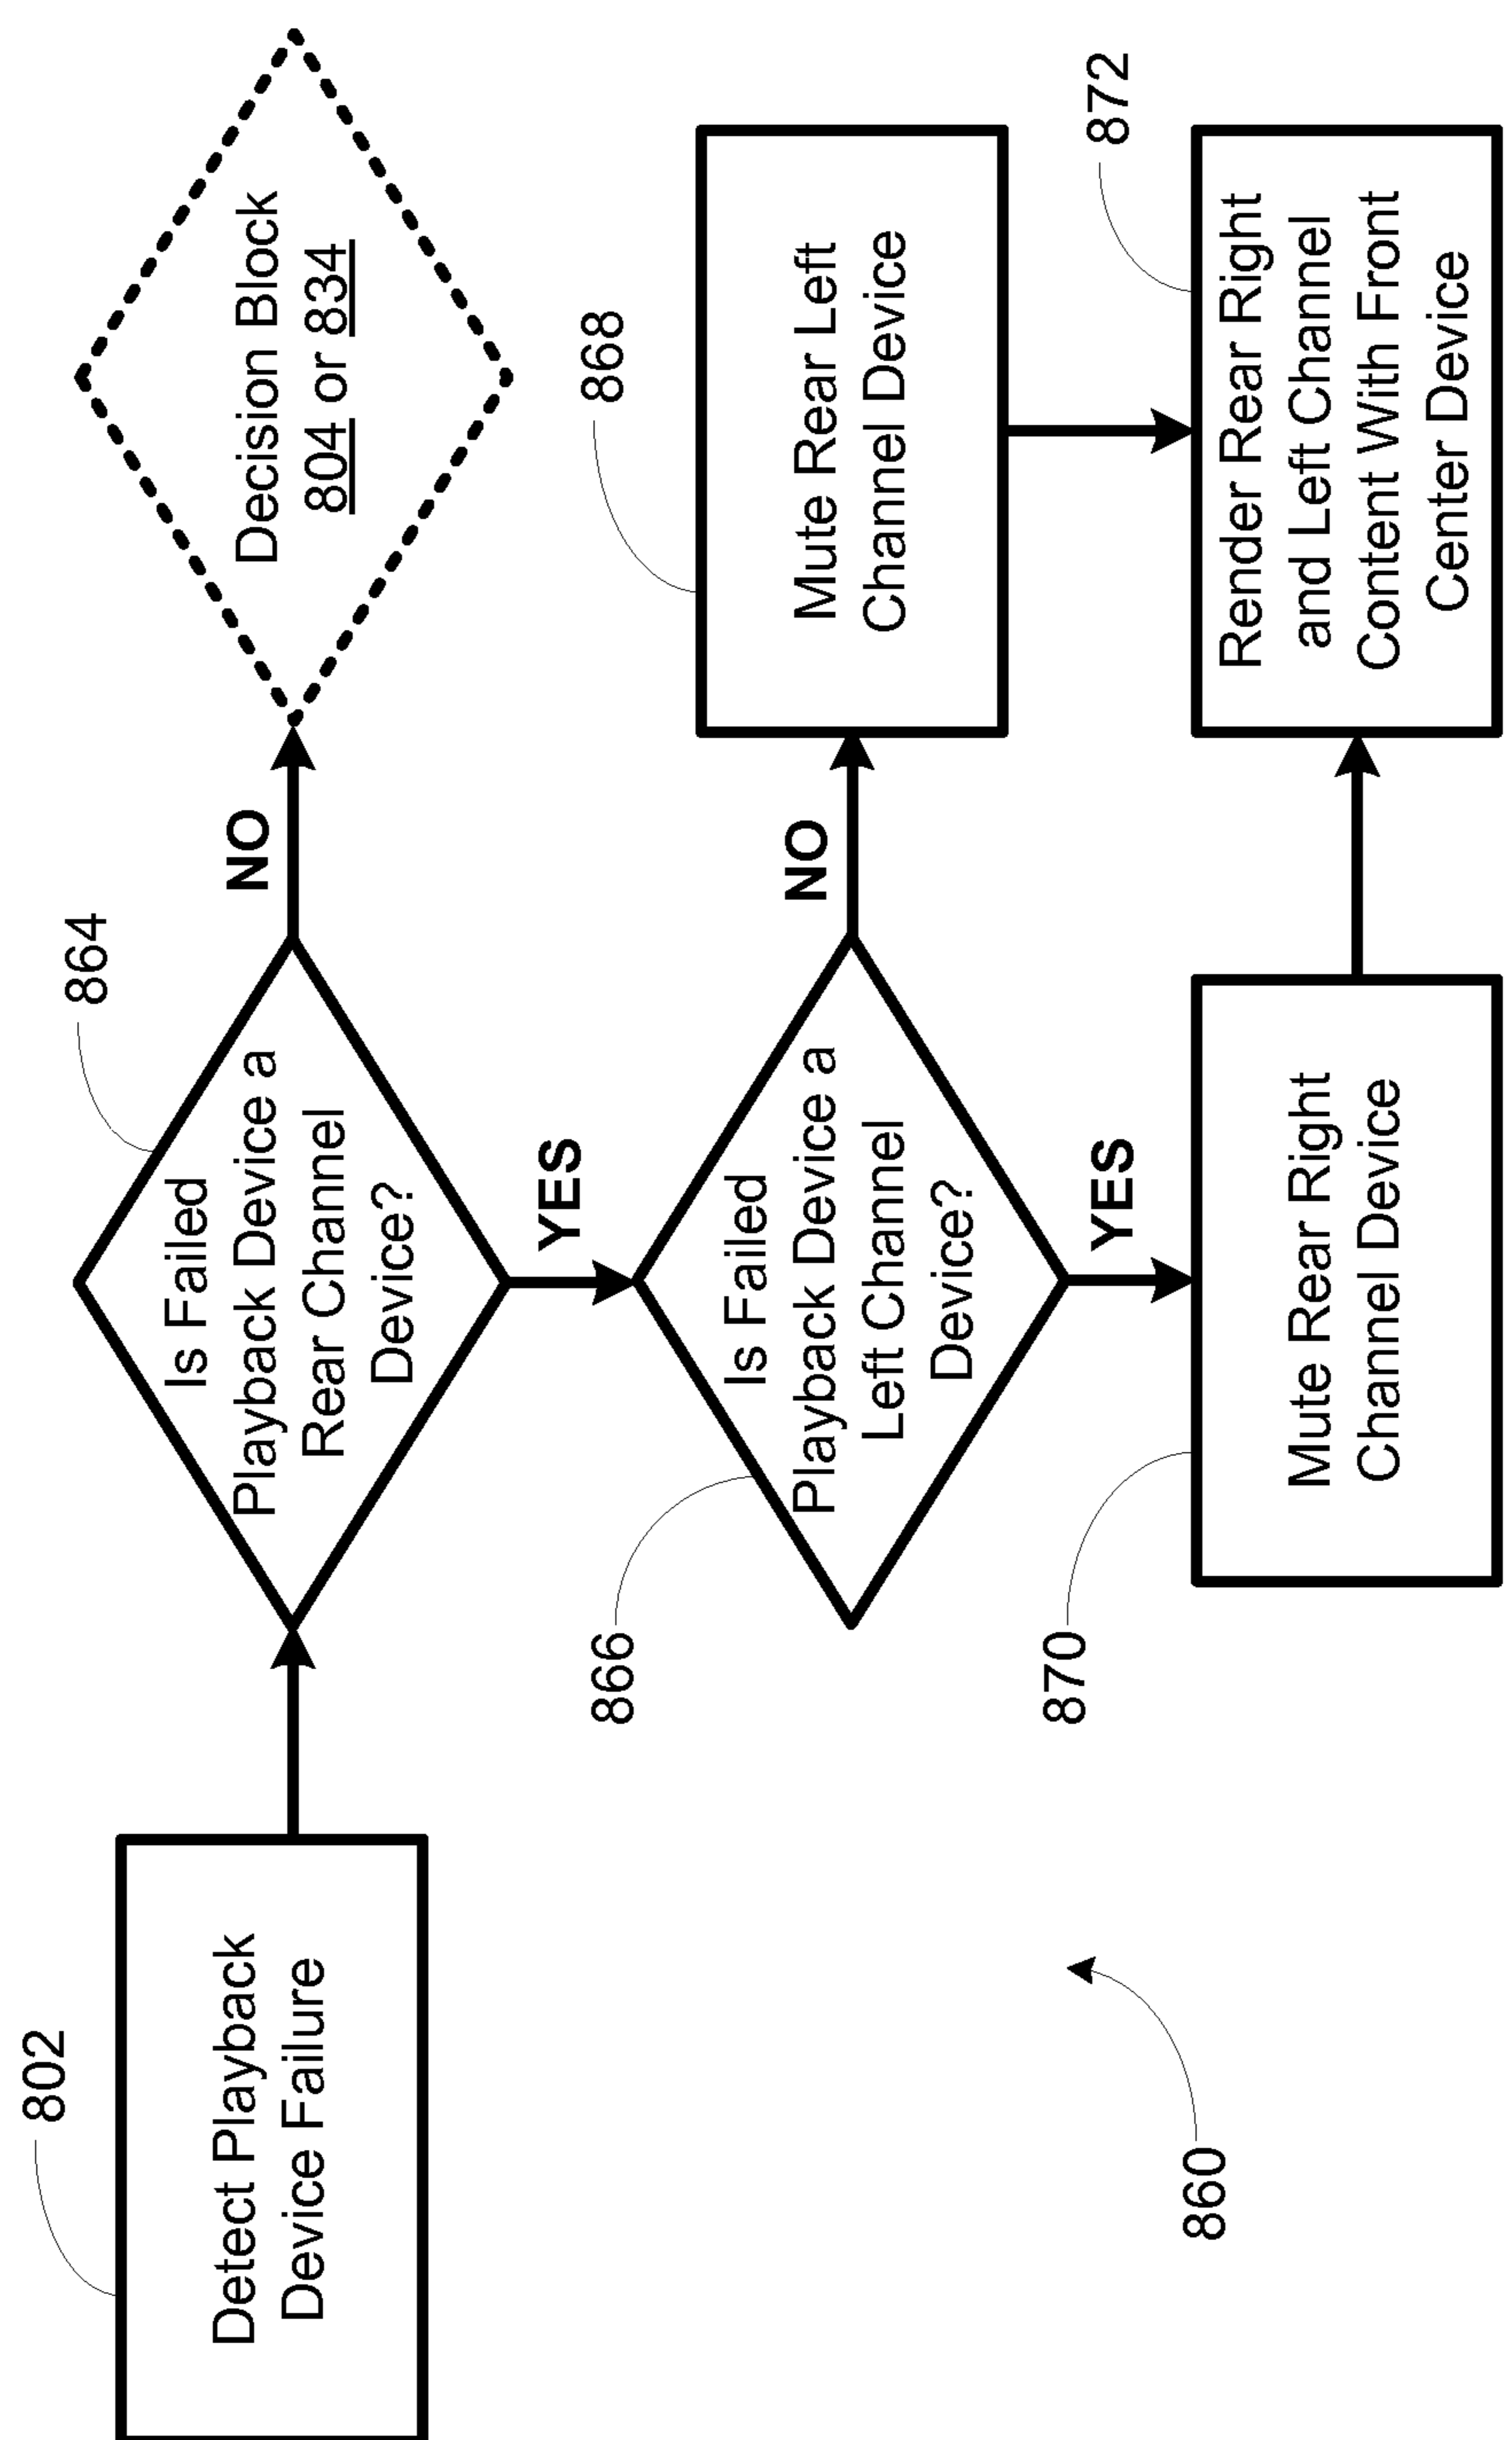 802
Detect Playback
Device Failure
864
Is Failed
Playback Device a
Rear Channel
Device?
NO
Decision Block
804 or 834
YES
866
Is Failed
Playback Device a
Left Channel
Device?
NO
868
Mute Rear Left
Channel Device
YES
870
Mute Rear Right
Channel Device
872
Render Rear Right
and Left Channel
Content With Front
Center Device
860